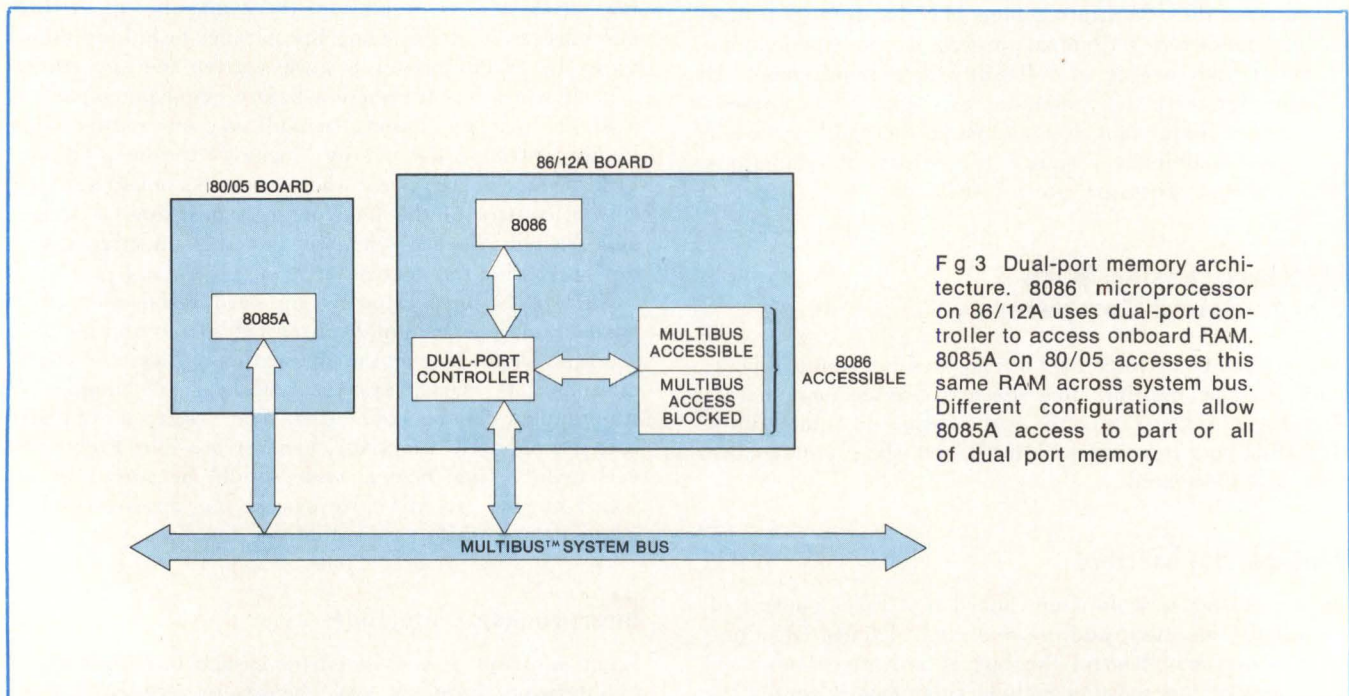 80/05 BOARD
8085A
86/12A BOARD
8086
DUAL-PORT
CONTROLLER
MULTIBUS
ACCESSIBLE
MULTIBUS
ACCESS
BLOCKED
8086
ACCESSIBLE
MULTIBUS™ SYSTEM BUS
F g 3 Dual-port memory archi-
tecture. 8086 microprocessor
on 86/12A uses dual-port con-
troller to access onboard RAM.
8085A on 80/05 accesses this
same RAM across system bus.
Different configurations allow
8085A access to part or all
of dual port memory